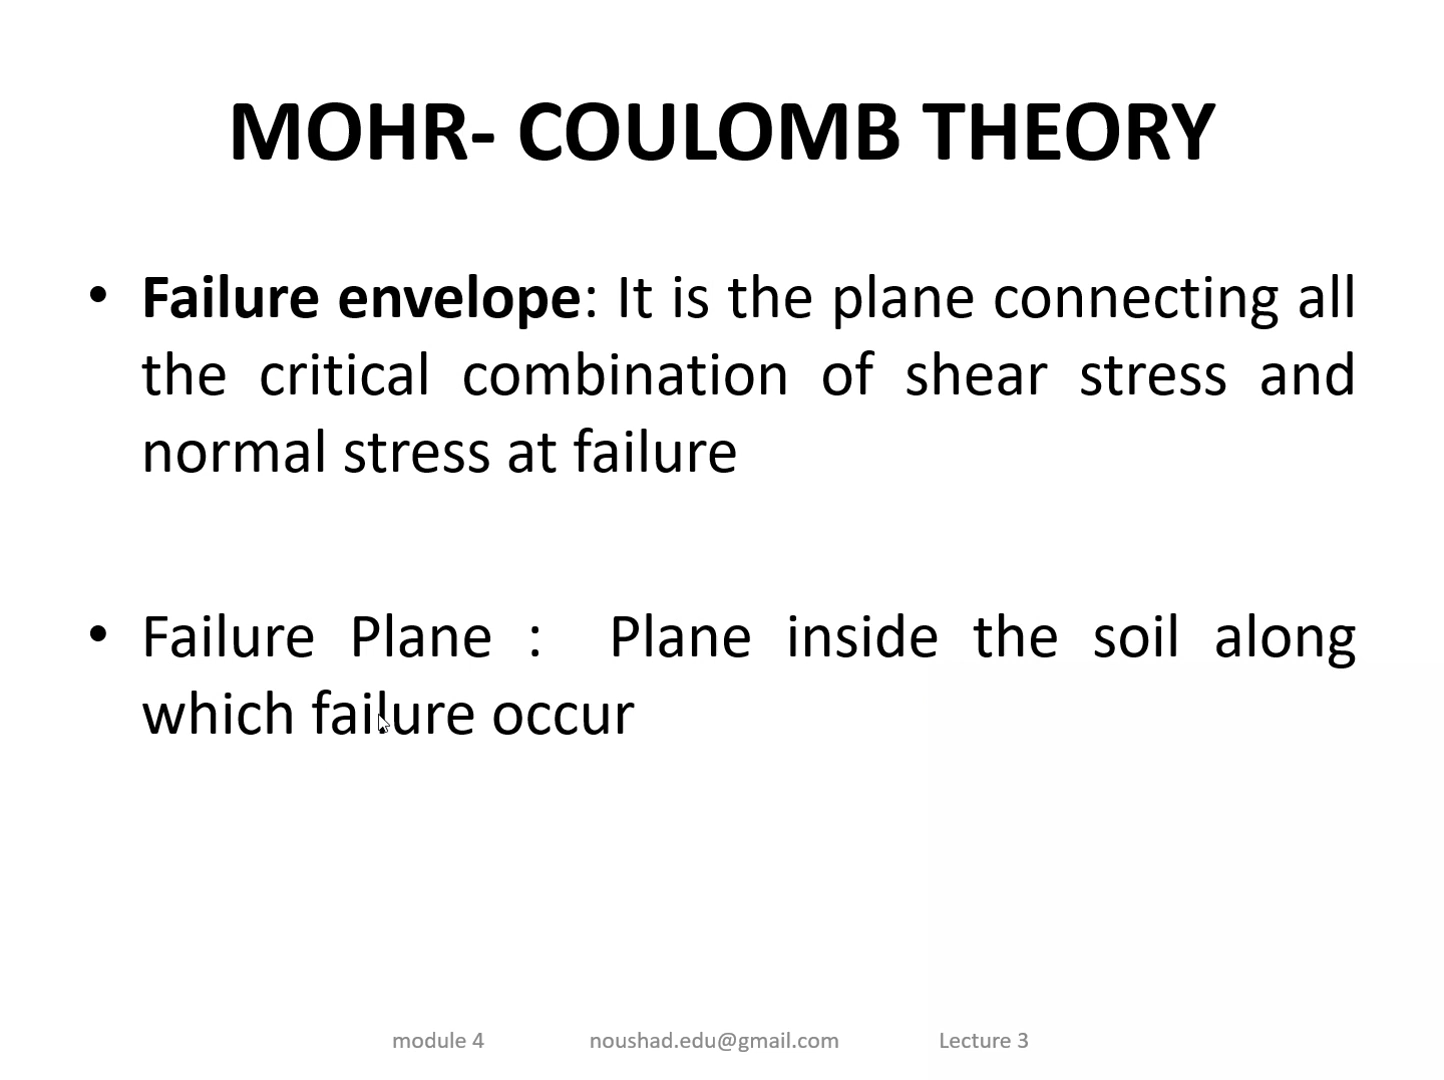 MOHR- COULOMB THEORY
• Failure envelope: It is the plane connecting all
the critical combination of shear stress and
normal stress at failure
• Failure Plane : Plane inside the soil along
which failure occur
module 4 noushad.edu@gmail.com Lecture 3